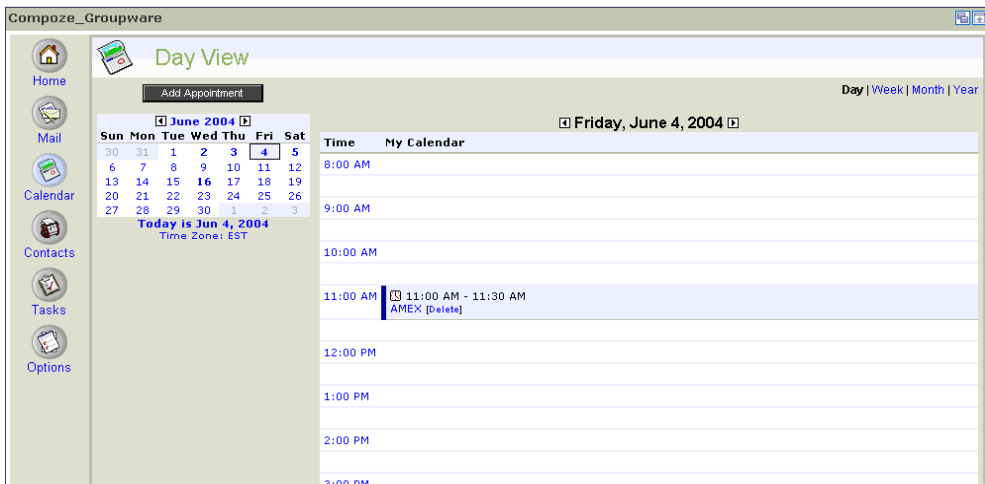 Compoze_Groupware
Home
Mail
Calendar
Contacts
Tasks
Options
Day View
Add Appointment
Day | Week | Month | Year
June 2004
Sun Mon Tue Wed Thu Fri Sat
30 31 1 2 3 4 5
6 7 8 9 10 11 12
13 14 15 16 17 18 19
20 21 22 23 24 25 26
27 28 29 30 1 2 3
Today is Jun 4, 2004
Time Zone: EST
Friday, June 4, 2004
Time My Calendar
8:00 AM
9:00 AM
10:00 AM
11:00 AM 11:00 AM - 11:30 AM
AMEX [Delete]
12:00 PM
1:00 PM
2:00 PM
3:00 PM